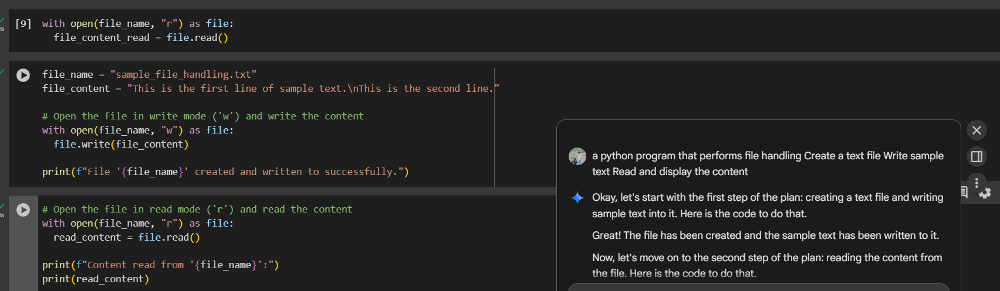 [9] with open(file_name, "r") as file:
file_content_read = file.read()
file_name = "sample_file_handling.txt"
file_content = "This is the first line of sample text.\nThis is the second line."
# Open the file in write mode ('w') and write the content
with open(file_name, "w") as file:
file.write(file_content)
print(f"File '{file_name}' created and written to successfully.")
# Open the file in read mode ('r') and read the content
with open(file_name, "r") as file:
read_content = file.read()
print(f"Content read from '{file_name}':")
print(read_content)
a python program that performs file handling Create a text file Write sample
text Read and display the content
Okay, let's start with the first step of the plan: creating a text file and writing
sample text into it. Here is the code to do that.
Great! The file has been created and the sample text has been written to it.
Now, let's move on to the second step of the plan: reading the content from
the file. Here is the code to do that.